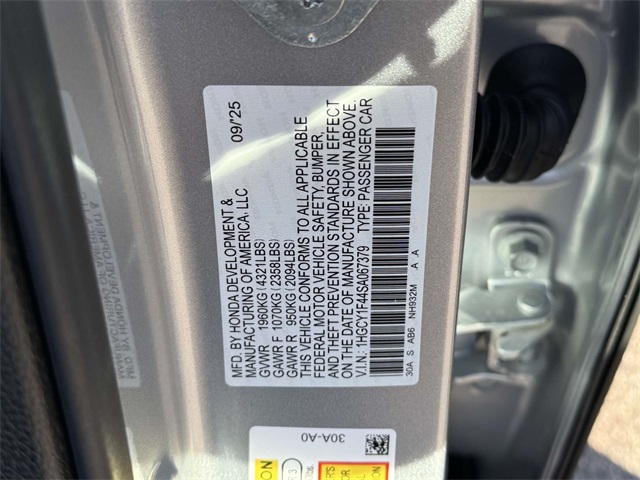 MFD. BY HONDA DEVELOPMENT & 09/'25
MANUFACTURING OF AMERICA, LLC
GVWR 1960KG(4321LBS)
GAWR F 1070KG(2358LBS)
GAWR R 950KG(2094LBS)
THIS VEHICLE CONFORMS TO ALL APPLICABLE
FEDERAL MOTOR VEHICLE SAFETY, BUMPER,
AND THEFT PREVENTION STANDARDS IN EFFECT
ON THE DATE OF MANUFACTURE SHOWN ABOVE.
V.I.N.: 1HGCY1F44SA067379 TYPE: PASSENGER CAR
30A S AB6 NH932M A A
30A-A0